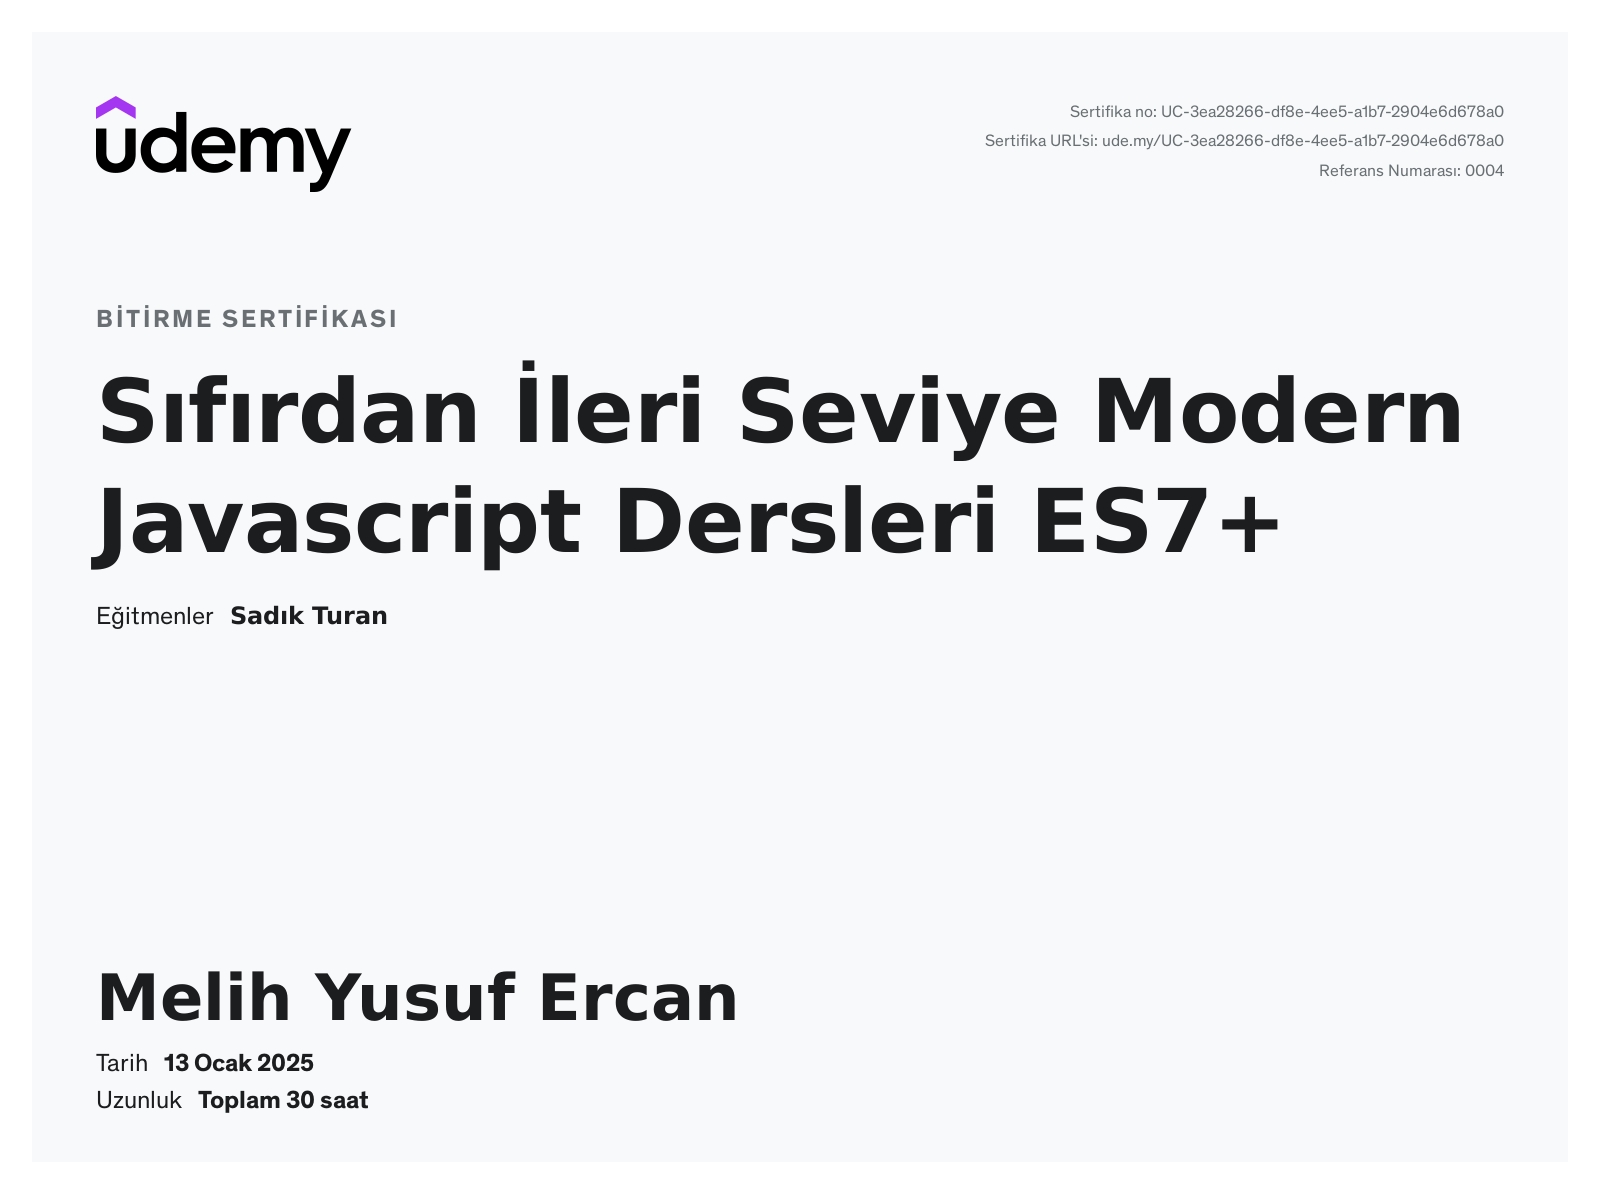 udemy
Sertifika no: UC-3ea28266-df8e-4ee5-a1b7-2904e6d678a0
Sertifika URL'si: ude.my/UC-3ea28266-df8e-4ee5-a1b7-2904e6d678a0
Referans Numarası: 0004
BİTİRME SERTİFİKASI
Sıfırdan İleri Seviye Modern
Javascript Dersleri ES7+
Eğitmenler Sadık Turan
Melih Yusuf Ercan
Tarih 13 Ocak 2025
Uzunluk Toplam 30 saat